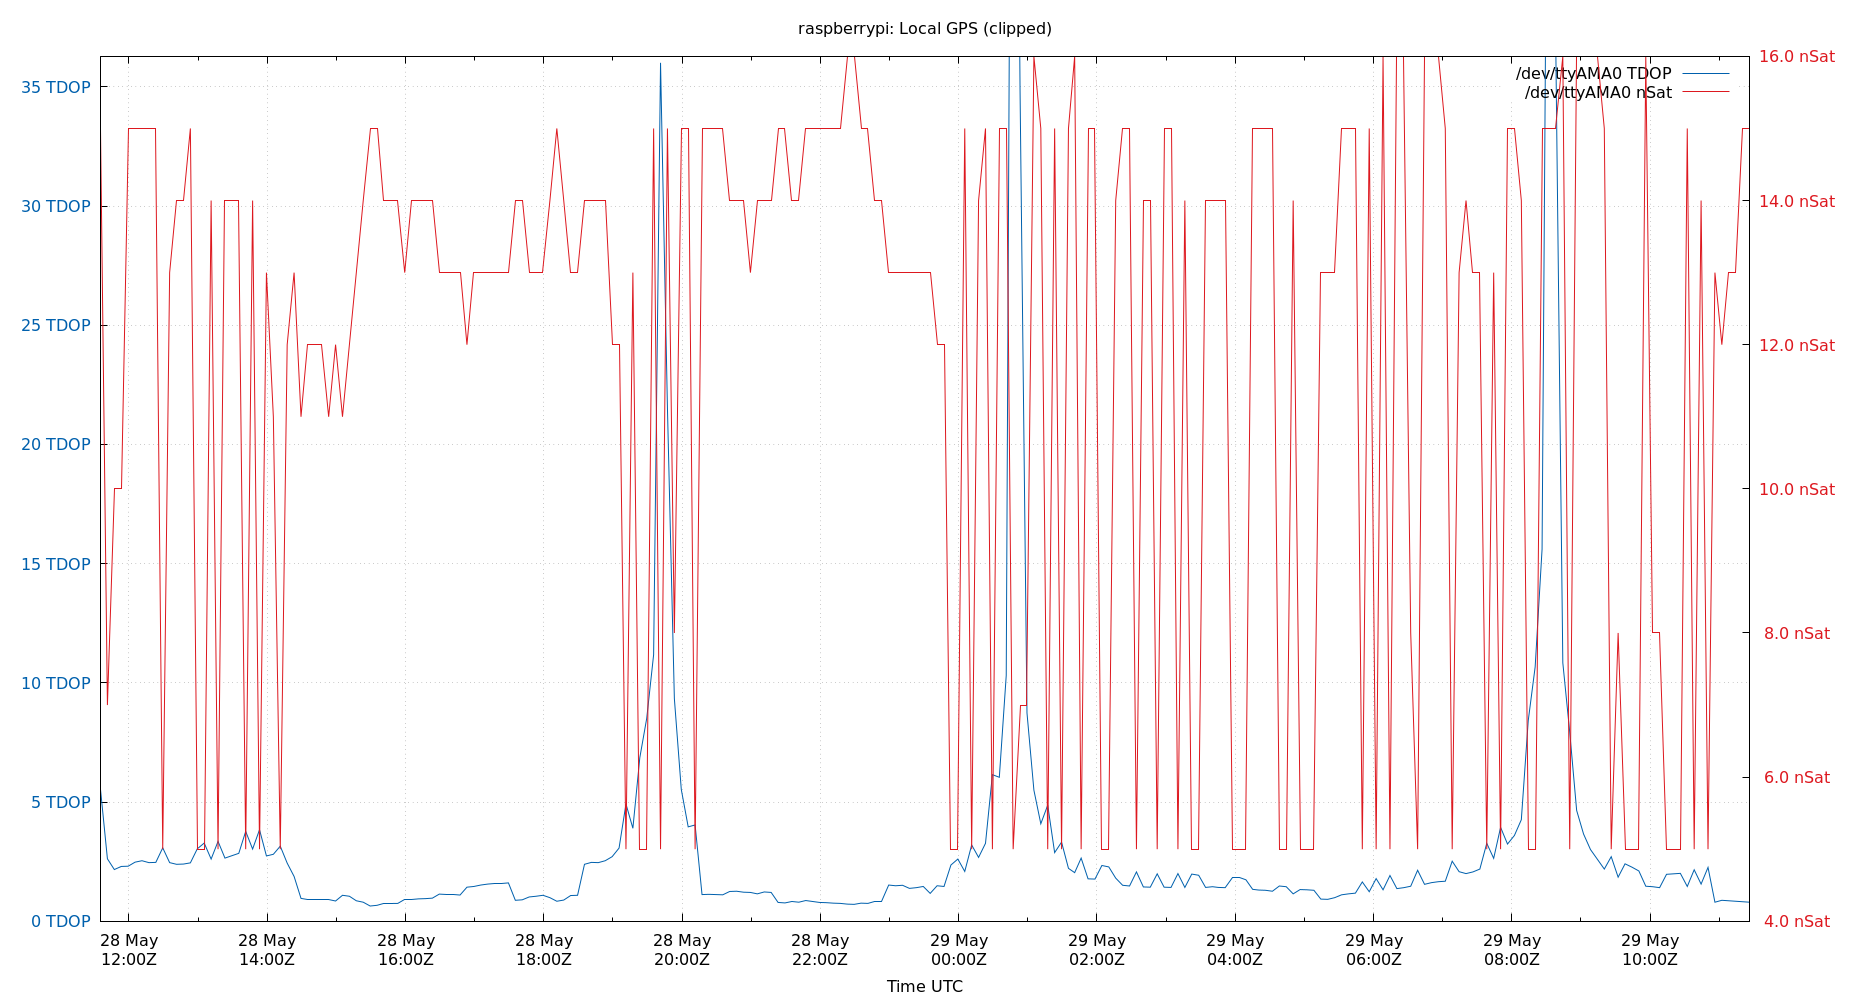 raspberrypi: Local GPS (clipped)
35 TDOP
30 TDOP
25 TDOP
20 TDOP
15 TDOP
10 TDOP
5 TDOP
0 TDOP
/dev/ttyAMA0 TDOP
/dev/ttyAMA0 nSat
16.0 nSat
14.0 nSat
12.0 nSat
10.0 nSat
8.0 nSat
6.0 nSat
4.0 nSat
28 May 28 May 28 May 28 May 28 May 28 May 29 May 29 May 29 May 29 May 29 May 29 May
12:00Z 14:00Z 16:00Z 18:00Z 20:00Z 22:00Z 00:00Z 02:00Z 04:00Z 06:00Z 08:00Z 10:00Z
Time UTC